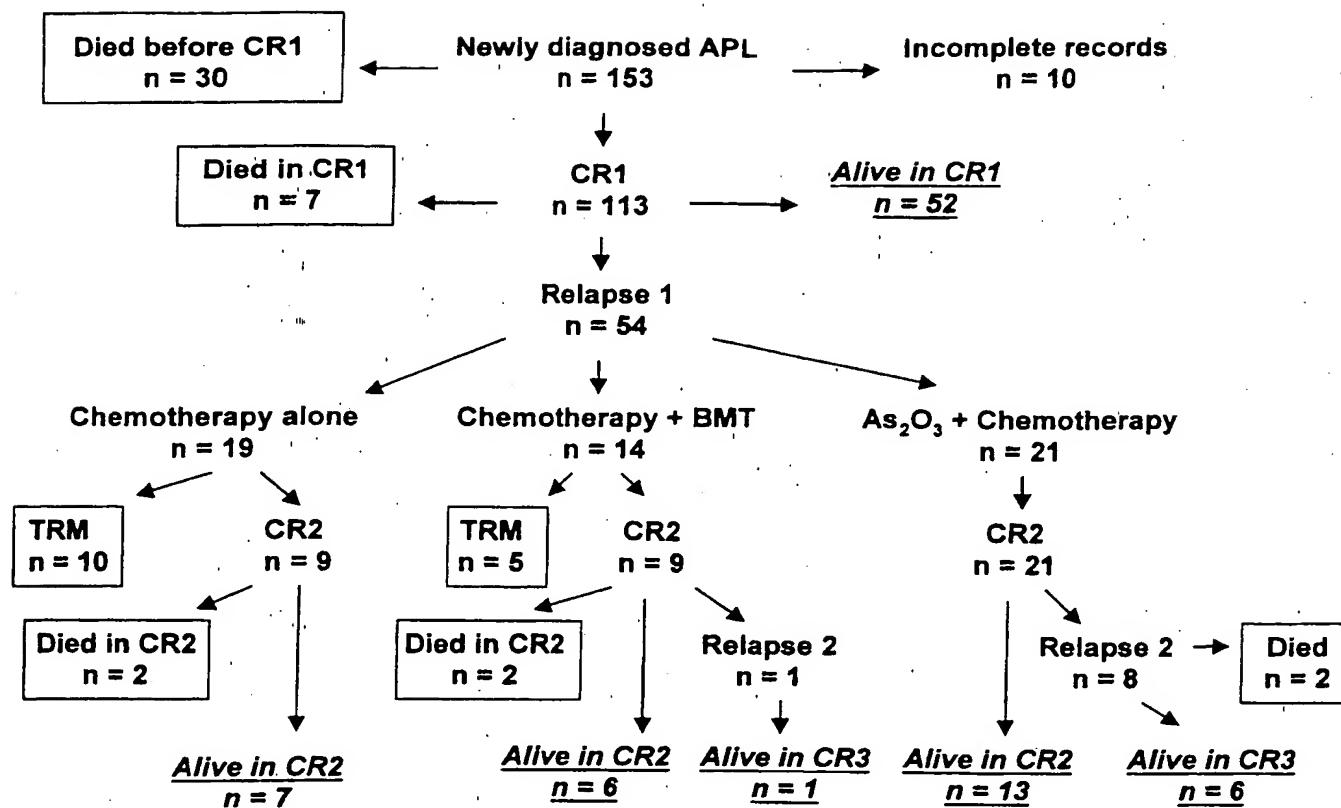 Died before CR1
n = 30
Newly diagnosed APL
n = 153
Incomplete records
n = 10
Died in CR1
n = 7
CR1
n = 113
Alive in CR1
n = 52
Relapse 1
n = 54
Chemotherapy alone
n = 19
Chemotherapy + BMT
n = 14
As₂O₃ + Chemotherapy
n = 21
TRM
n = 10
CR2
n = 9
TRM
n = 5
CR2
n = 9
CR2
n = 21
Died in CR2
n = 2
Died in CR2
n = 2
Relapse 2
n = 1
Relapse 2
n = 8
Died
n = 2
Alive in CR2
n = 7
Alive in CR2
n = 6
Alive in CR3
n = 1
Alive in CR2
n = 13
Alive in CR3
n = 6